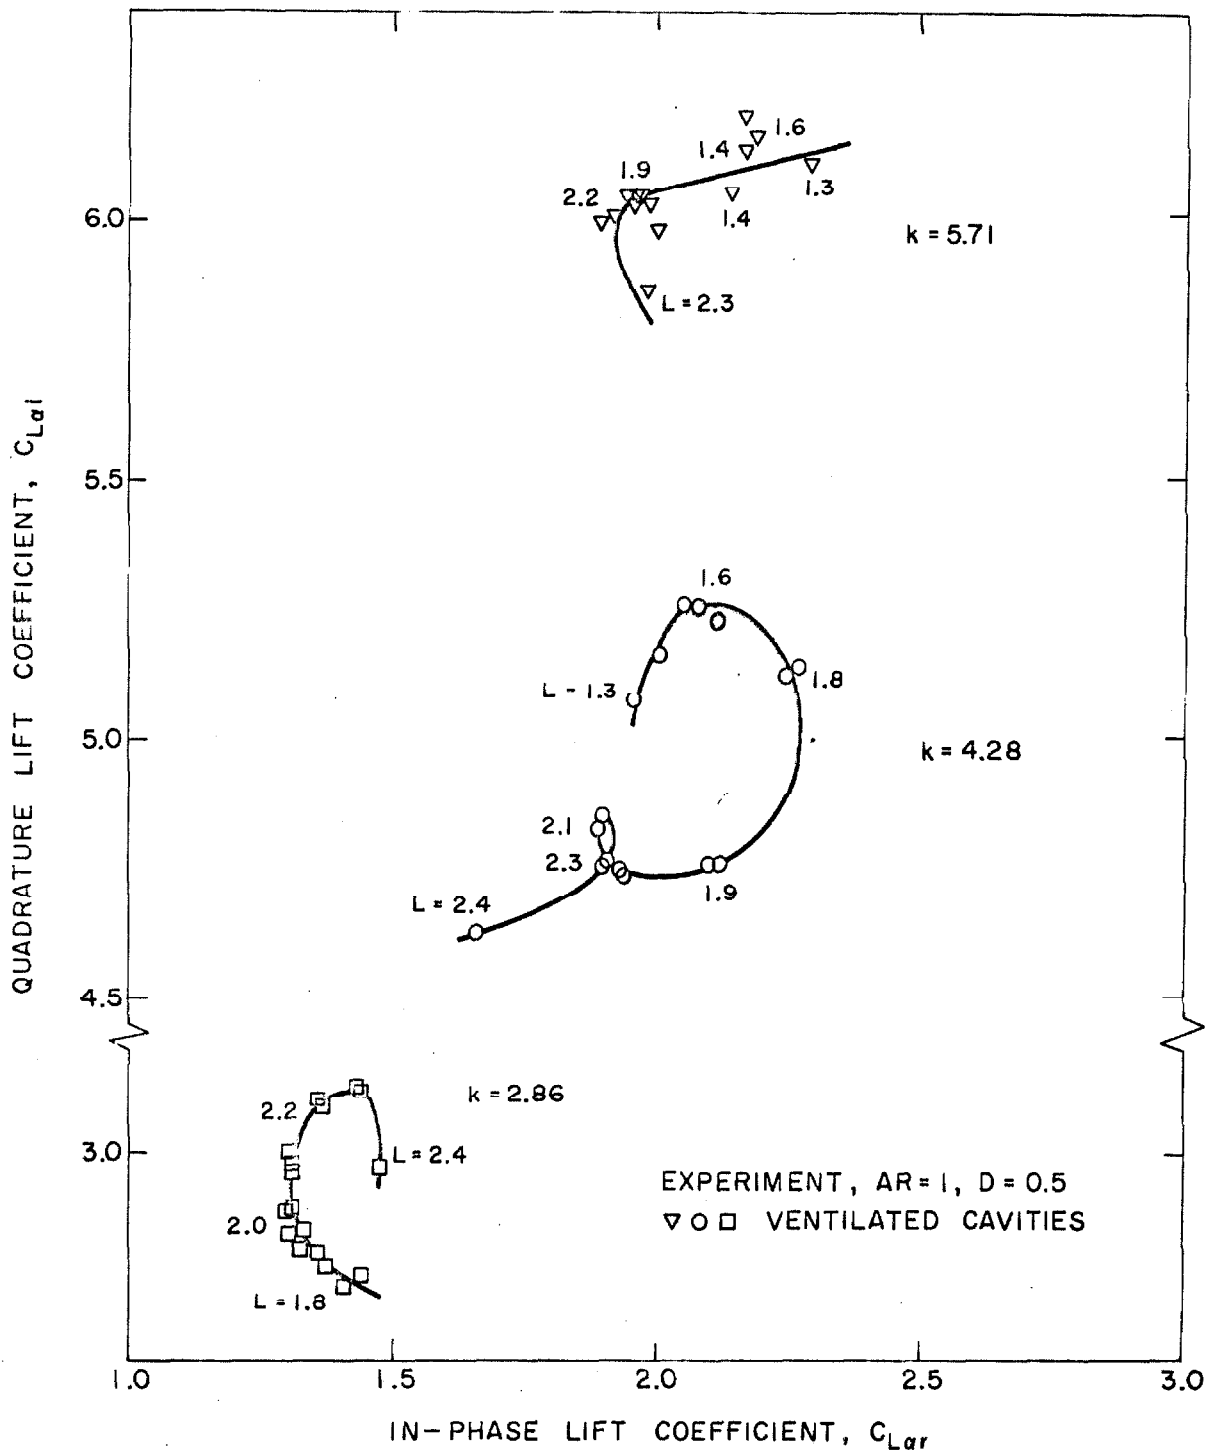 1.6
1.4
1.9
1.3
2.2
1.4
6.0
k = 5.71
L = 2.3
QUADRATURE LIFT COEFFICIENT, CLαi
5.5
1.6
L - 1.3
1.8
5.0
k = 4.28
2.1
2.3
1.9
L = 2.4
4.5
k = 2.86
2.2
3.0
L = 2.4
EXPERIMENT, AR = 1, D = 0.5
2.0
▽ ○ □ VENTILATED CAVITIES
L = 1.8
1.0 1.5 2.0 2.5 3.0
IN-PHASE LIFT COEFFICIENT, CLαr